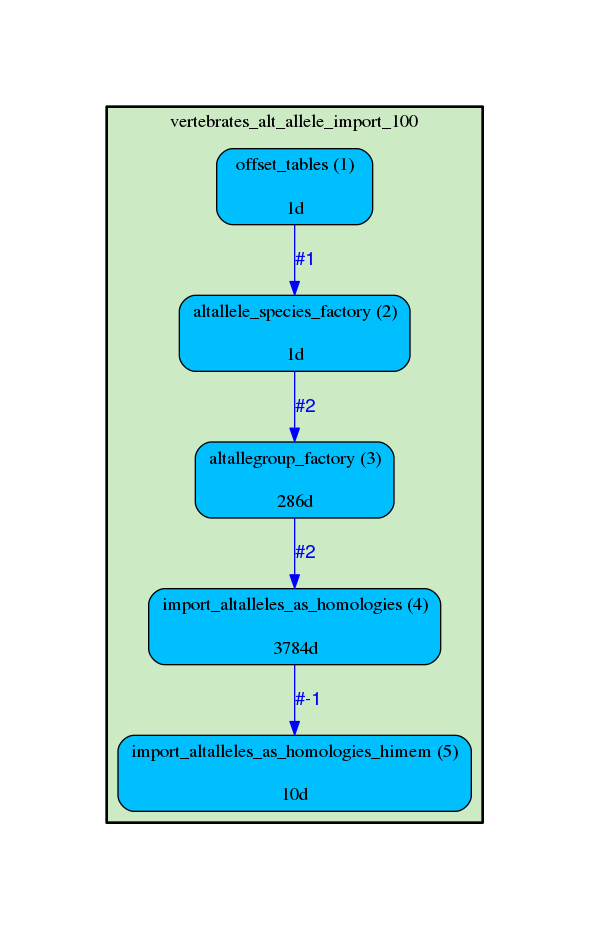 vertebrates_alt_allele_import_100
offset_tables (1)
1d
#1
altallele_species_factory (2)
1d
#2
altallegroup_factory (3)
286d
#2
import_altalleles_as_homologies (4)
3784d
#-1
import_altalleles_as_homologies_himem (5)
10d